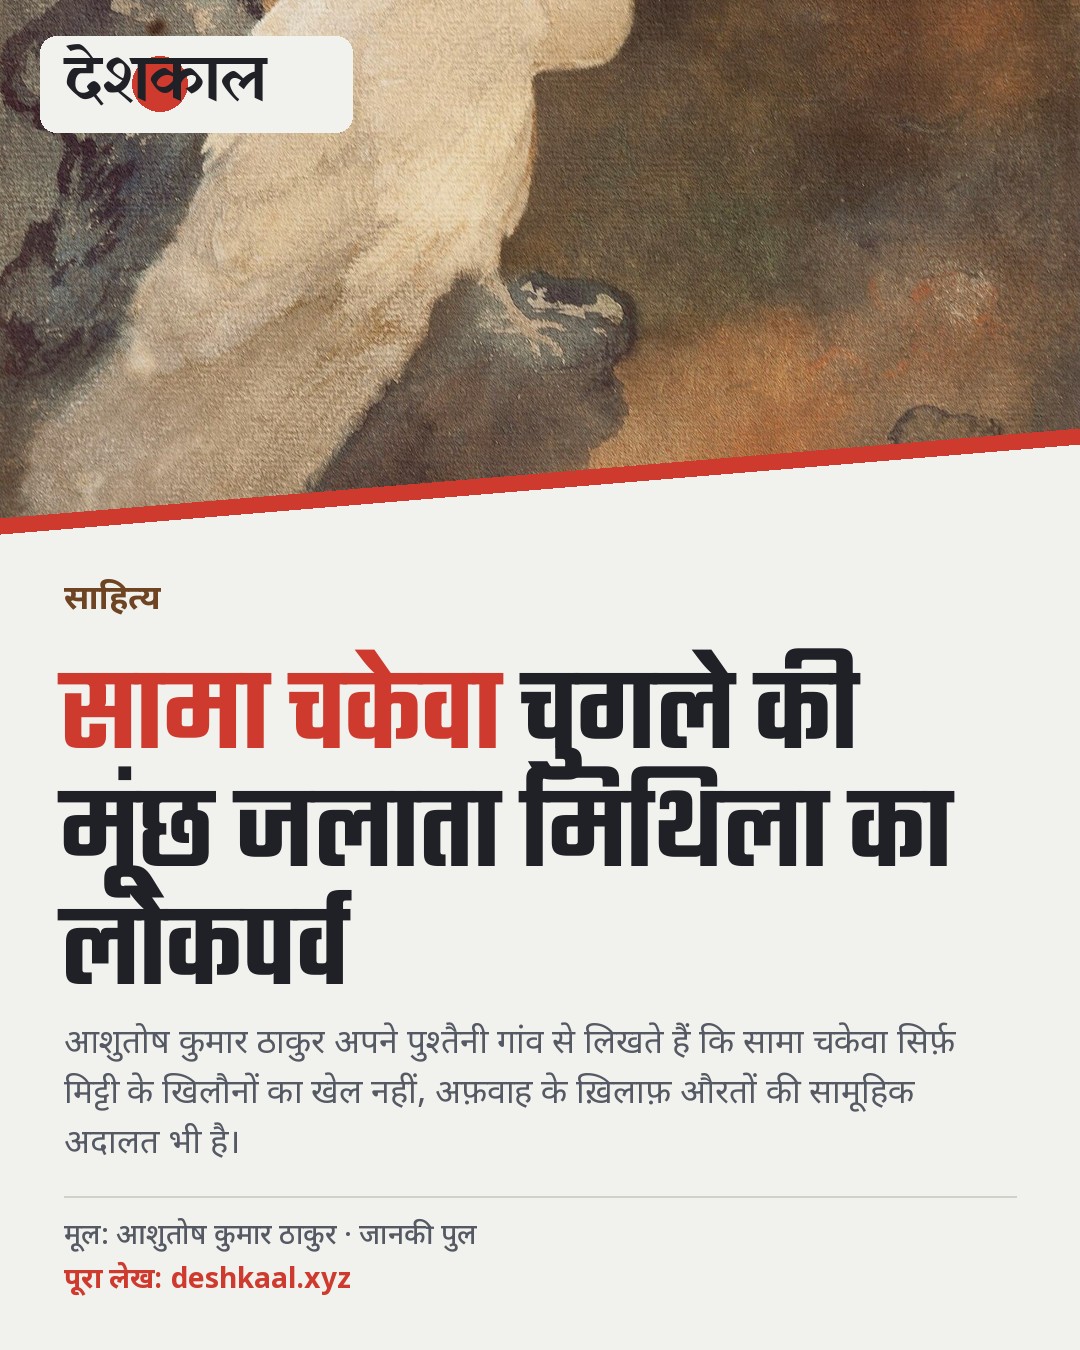 देशकाल
साहित्य
सामा चकेवा चुगले की
मूंछ जलाता मिथिला का
लोकपर्व
आशुतोष कुमार ठाकुर अपने पुश्तैनी गांव से लिखते हैं कि सामा चकेवा सिर्फ़
मिट्टी के खिलौनों का खेल नहीं, अफ़वाह के ख़िलाफ़ औरतों की सामूहिक
अदालत भी है।
मूल: आशुतोष कुमार ठाकुर · जानकी पुल
पूरा लेख: deshkaal.xyz